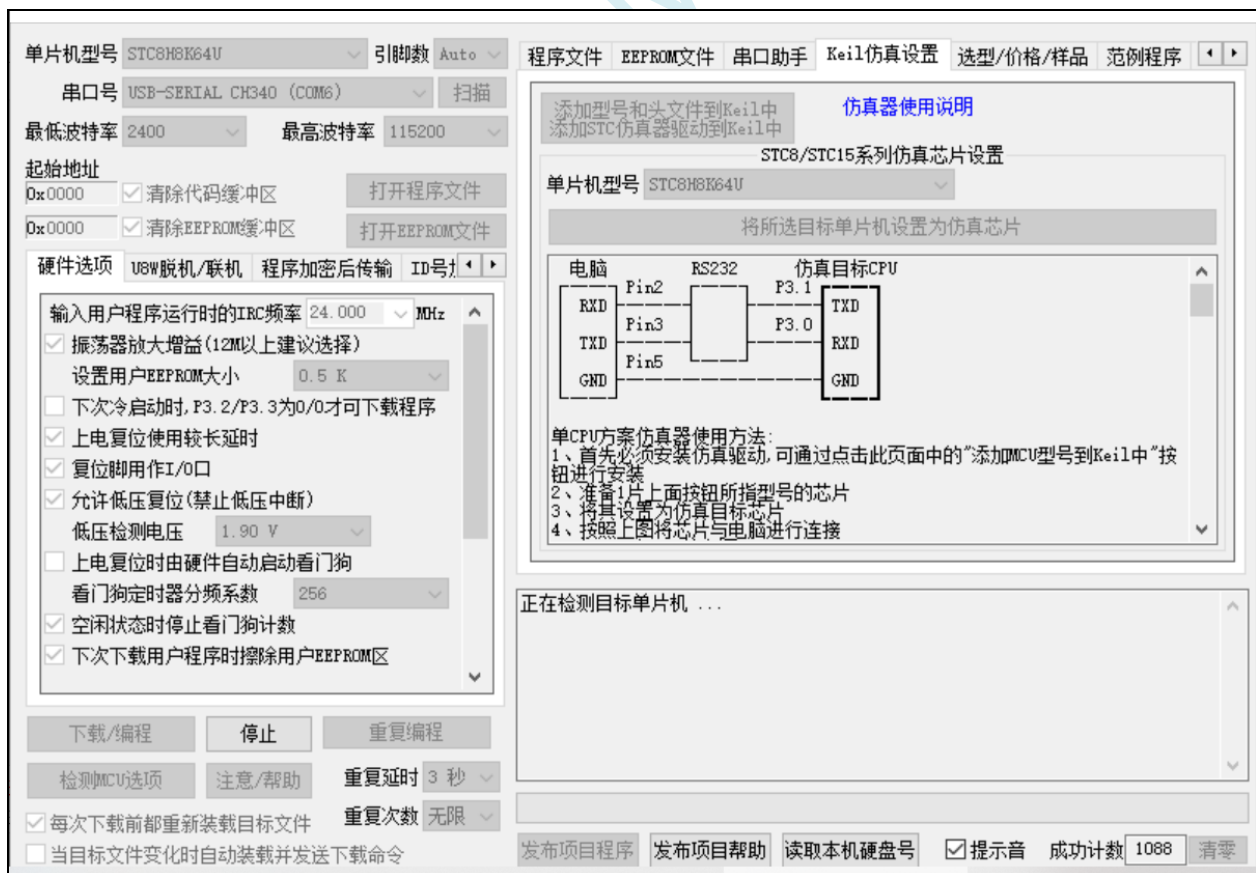 单片机型号 STC8H8K64U 引脚数 Auto
串口号 USB-SERIAL CH340 (COM6) 扫描
最低波特率 2400 最高波特率 115200
起始地址
0x0000 清除代码缓冲区 打开程序文件
0x0000 清除EEPROM缓冲区 打开EEPROM文件
硬件选项 U8W脱机/联机 程序加密后传输 ID号
输入用户程序运行时的IRC频率 24.000 MHz
振荡器放大增益(12M以上建议选择)
设置用户EEPROM大小 0.5 K
下次冷启动时,P3.2/P3.3为0/0才可下载程序
上电复位使用较长延时
复位脚用作I/O口
允许低压复位(禁止低压中断)
低压检测电压 1.90 V
上电复位时由硬件自动启动看门狗
看门狗定时器分频系数 256
空闲状态时停止看门狗计数
下次下载用户程序时擦除用户EEPROM区
下载/编程 停止 重复编程
检测MCU选项 注意/帮助 重复延时 3 秒
每次下载前都重新装载目标文件 重复次数 无限
当目标文件变化时自动装载并发送下载命令
程序文件 EEPROM文件 串口助手 Keil仿真设置 选型/价格/样品 范例程序
添加型号和头文件到Keil中
添加STC仿真器驱动到Keil中
仿真器使用说明
STC8/STC15系列仿真芯片设置
单片机型号 STC8H8K64U
将所选目标单片机设置为仿真芯片
电脑 RS232 仿真目标CPU
Pin2 P3.1
RXD TXD
Pin3 P3.0
TXD RXD
Pin5
GND GND
单CPU方案仿真器使用方法:
1、首先必须安装仿真驱动,可通过点击此页面中的"添加MCU型号到Keil中"按
钮进行安装
2、准备1片上面按钮所指型号的芯片
3、将其设置为仿真目标芯片
4、按照上图将芯片与电脑进行连接
正在检测目标单片机 ...
发布项目程序 发布项目帮助 读取本机硬盘号 提示音 成功计数 1088 清零